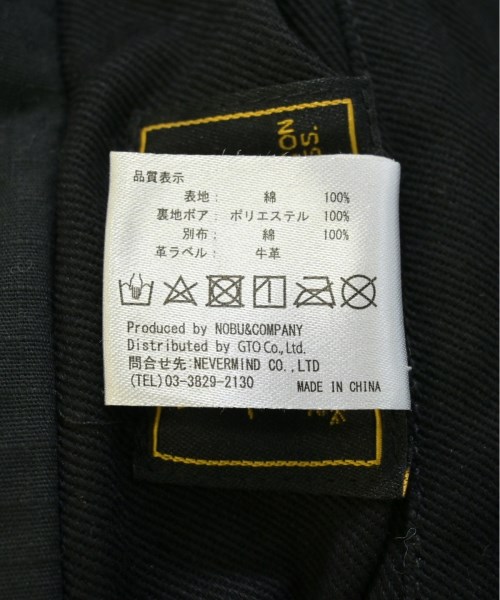 NOI
SS.
品質表示
表地： 綿 100%
裏地ボア： ポリエステル 100%
別布： 綿 100%
革ラベル： 牛革
Produced by NOBU&COMPANY
Distributed by GTO Co., Ltd.
問合せ先：NEVERMIND CO.,LTD
(TEL)03-3829-2130
MADE IN CHINA